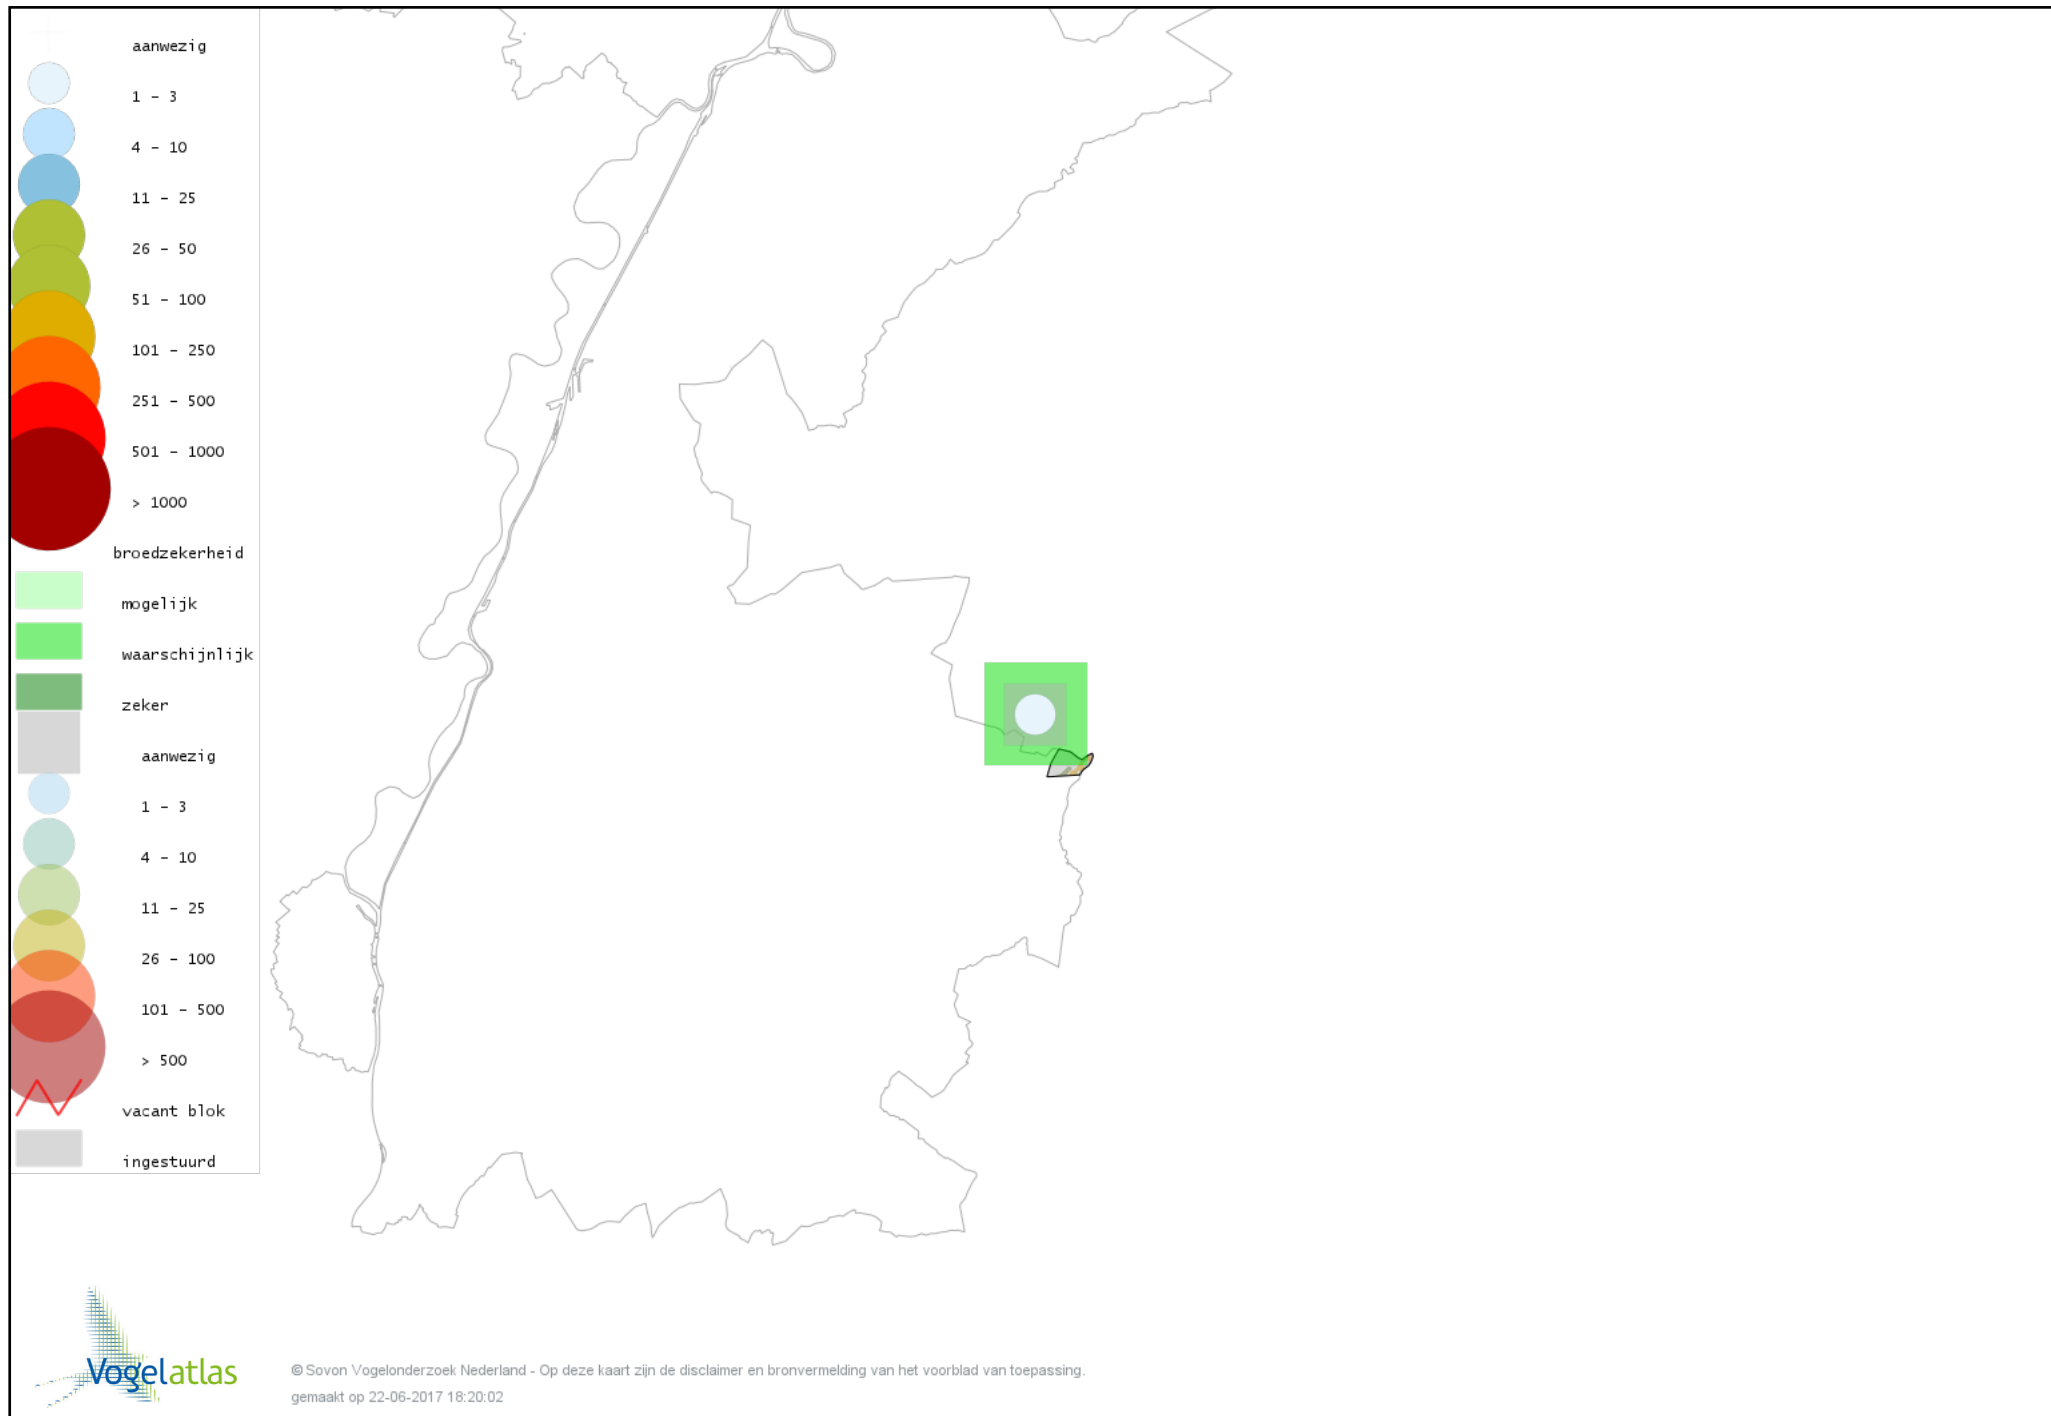 aanwezig
1 - 3
4 - 10
11 - 25
26 - 50
51 - 100
101 - 250
251 - 500
501 - 1000
> 1000
broedzekerheid
mogelijk
waarschijnlijk
zeker
aanwezig
1 - 3
4 - 10
11 - 25
26 - 100
101 - 500
> 500
vacant blok
ingestuurd
Vogelatlas
© Sovon Vogelonderzoek Nederland - Op deze kaart zijn de disclaimer en bronvermelding van het voorblad van toepassing.
gemaakt op 22-06-2017 18:20:02